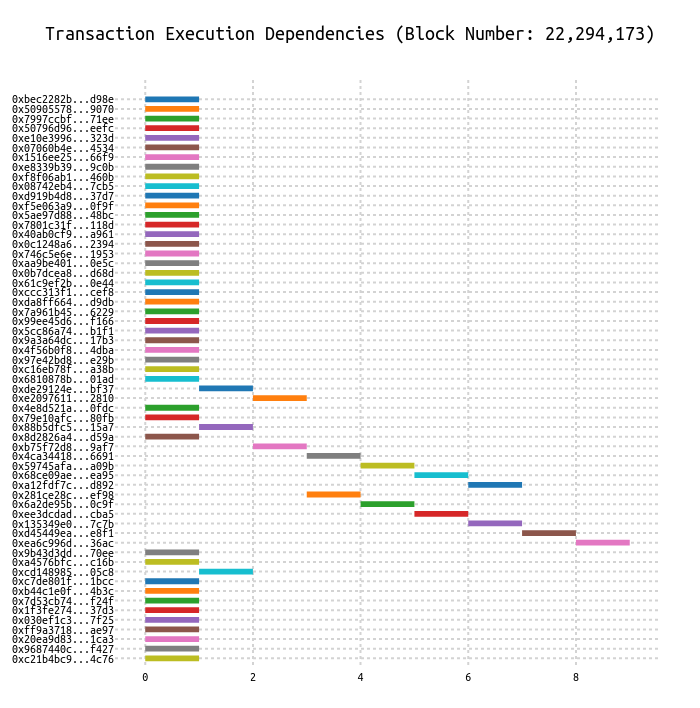 Transaction Execution Dependencies (Block Number: 22,294,173)
0xbec2282b...d98e
0x50905578...9070
0x7997ccbf...71ee
0x50796d96...eefc
0xe10e3996...323d
0x07060b4e...4534
0x1516ee25...66f9
0xe8339b39...9c0b
0xf8f06ab1...460b
0x08742eb4...7cb5
0xd919b4d8...37d7
0xf5e063a9...0f9f
0x5ae97d88...48bc
0x7801c31f...118d
0x40ab0cf9...a961
0x0c1248a6...2394
0x746c5e6e...1953
0xaa9be401...0e5c
0x0b7dcea8...d68d
0x61c9ef2b...0e44
0xccc313f1...cef8
0xda8ff664...d9db
0x7a961b45...6229
0x99ee45d6...f166
0x5cc86a74...b1f1
0x9a3a64dc...17b3
0x4f56b0f8...4dba
0x97e42bd8...e29b
0xc16eb78f...a38b
0x6810878b...01ad
0xde29124e...bf37
0xe2097611...2810
0x4e8d521a...0fdc
0x79e10afc...80fb
0x88b5dfc5...15a7
0x8d2826a4...d59a
0xb75f72d8...9af7
0x4ca34418...6691
0x59745afa...a09b
0x68ce09ae...ea95
0xa12fdf7c...d892
0x281ce28c...ef98
0x6a2de95b...0c9f
0xee3dcdad...cba5
0x135349e0...7c7b
0xd45449ea...e8f1
0xea6c996d...36ac
0x9b43d3dd...70ee
0xa4576bfc...c16b
0xcd148985...05c8
0xc7de801f...1bcc
0xb44c1e0f...4b3c
0x7d53cb74...f24f
0x1f3fe274...37d3
0x030ef1c3...7f25
0xff9a3718...ae97
0x20ea9d83...1ca3
0x9687440c...f427
0xc21b4bc9...4c76
0 2 4 6 8